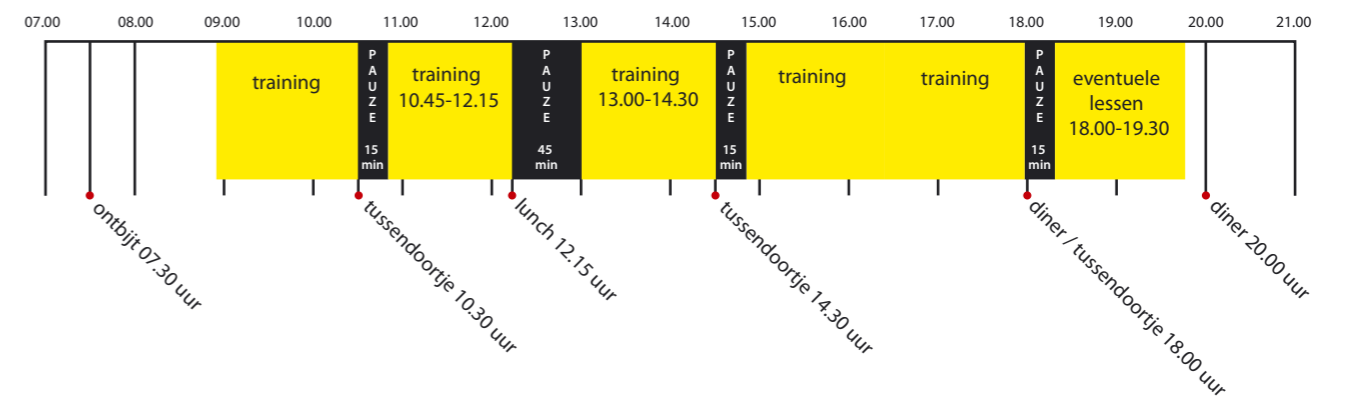 07.00 08.00 09.00 10.00 11.00 12.00 13.00 14.00 15.00 16.00 17.00 18.00 19.00 20.00 21.00
training
PAUZE
15
min
training
10.45-12.15
PAUZE
45
min
training
13.00-14.30
PAUZE
15
min
training
training
PAUZE
15
min
eventuele
lessen
18.00-19.30
ontbijt 07.30 uur
tussendoortje 10.30 uur
lunch 12.15 uur
tussendoortje 14.30 uur
diner / tussendoortje 18.00 uur
diner 20.00 uur